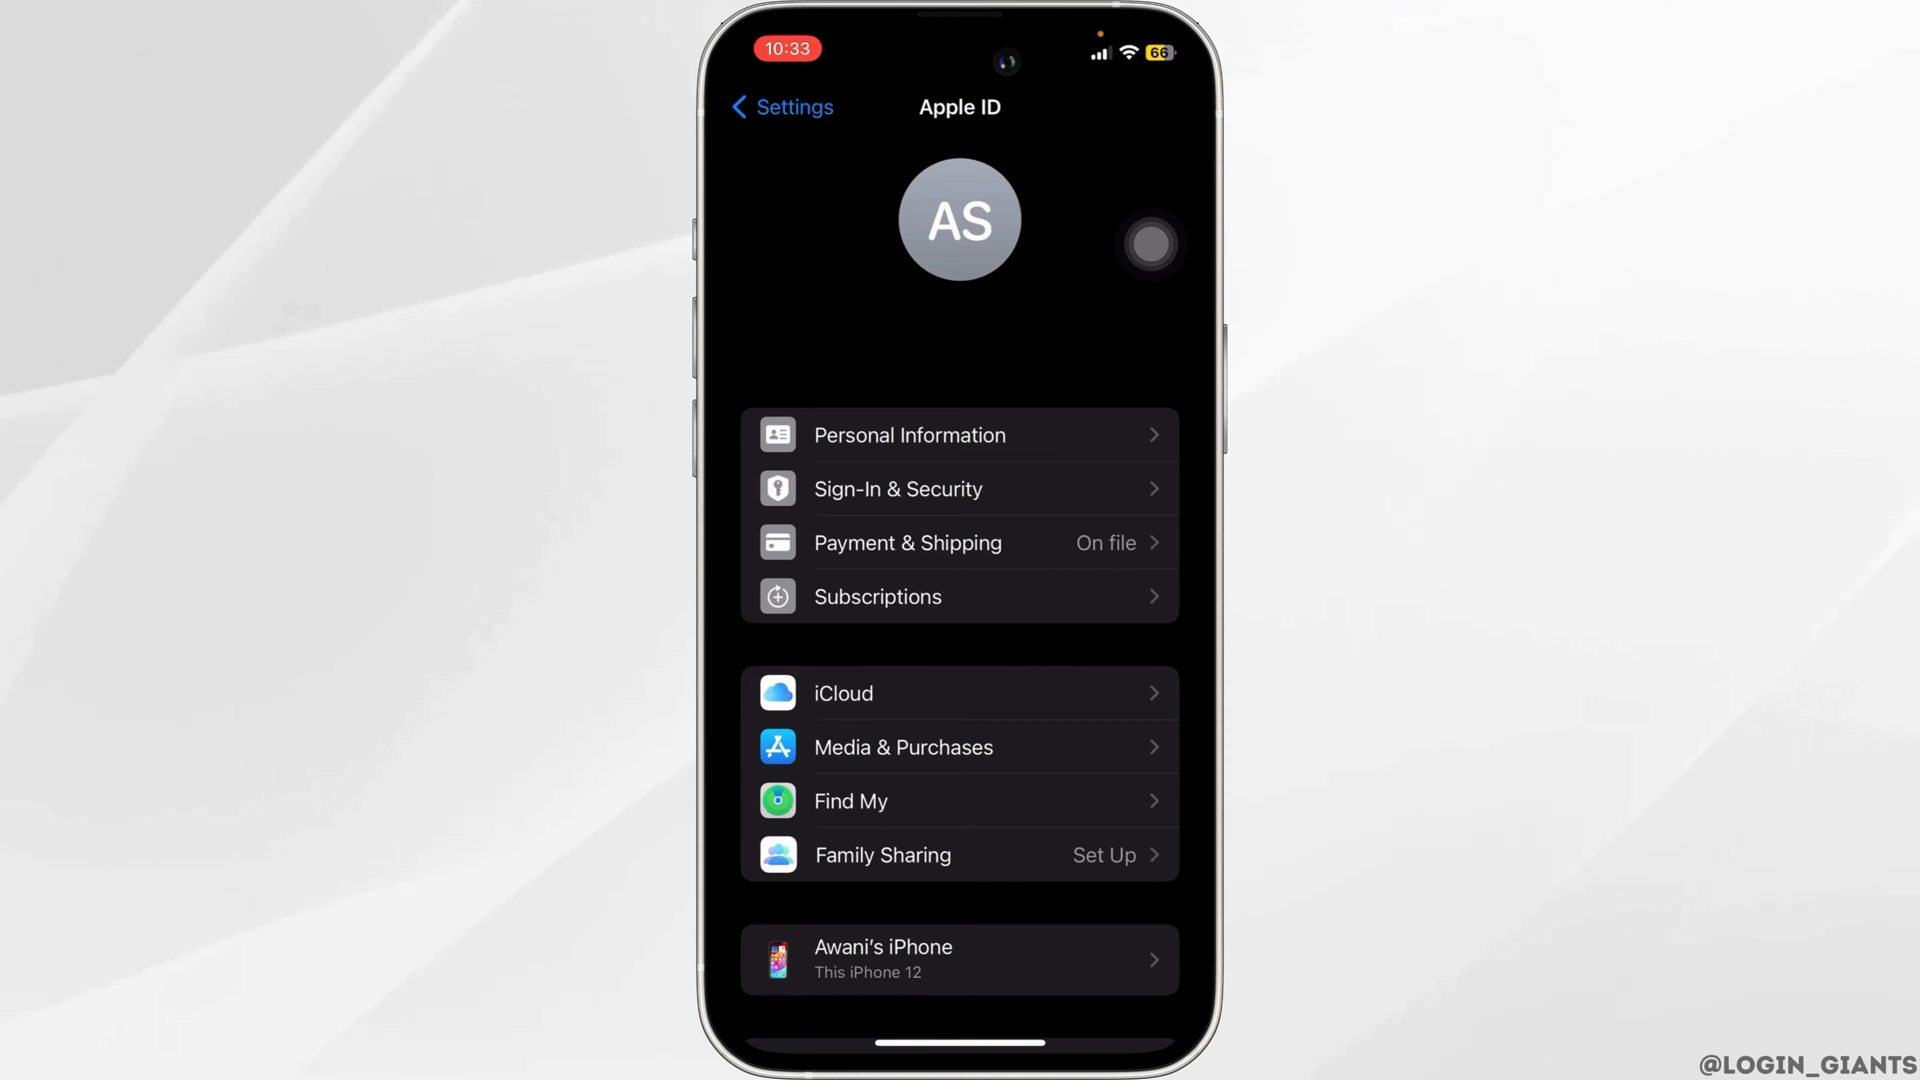 10:33
66
Settings
Apple ID
AS
Personal Information
Sign-In & Security
Payment & Shipping On file
Subscriptions
iCloud
Media & Purchases
Find My
Family Sharing Set Up
Awani’s iPhone
This iPhone 12
@LOGIN_GIANTS